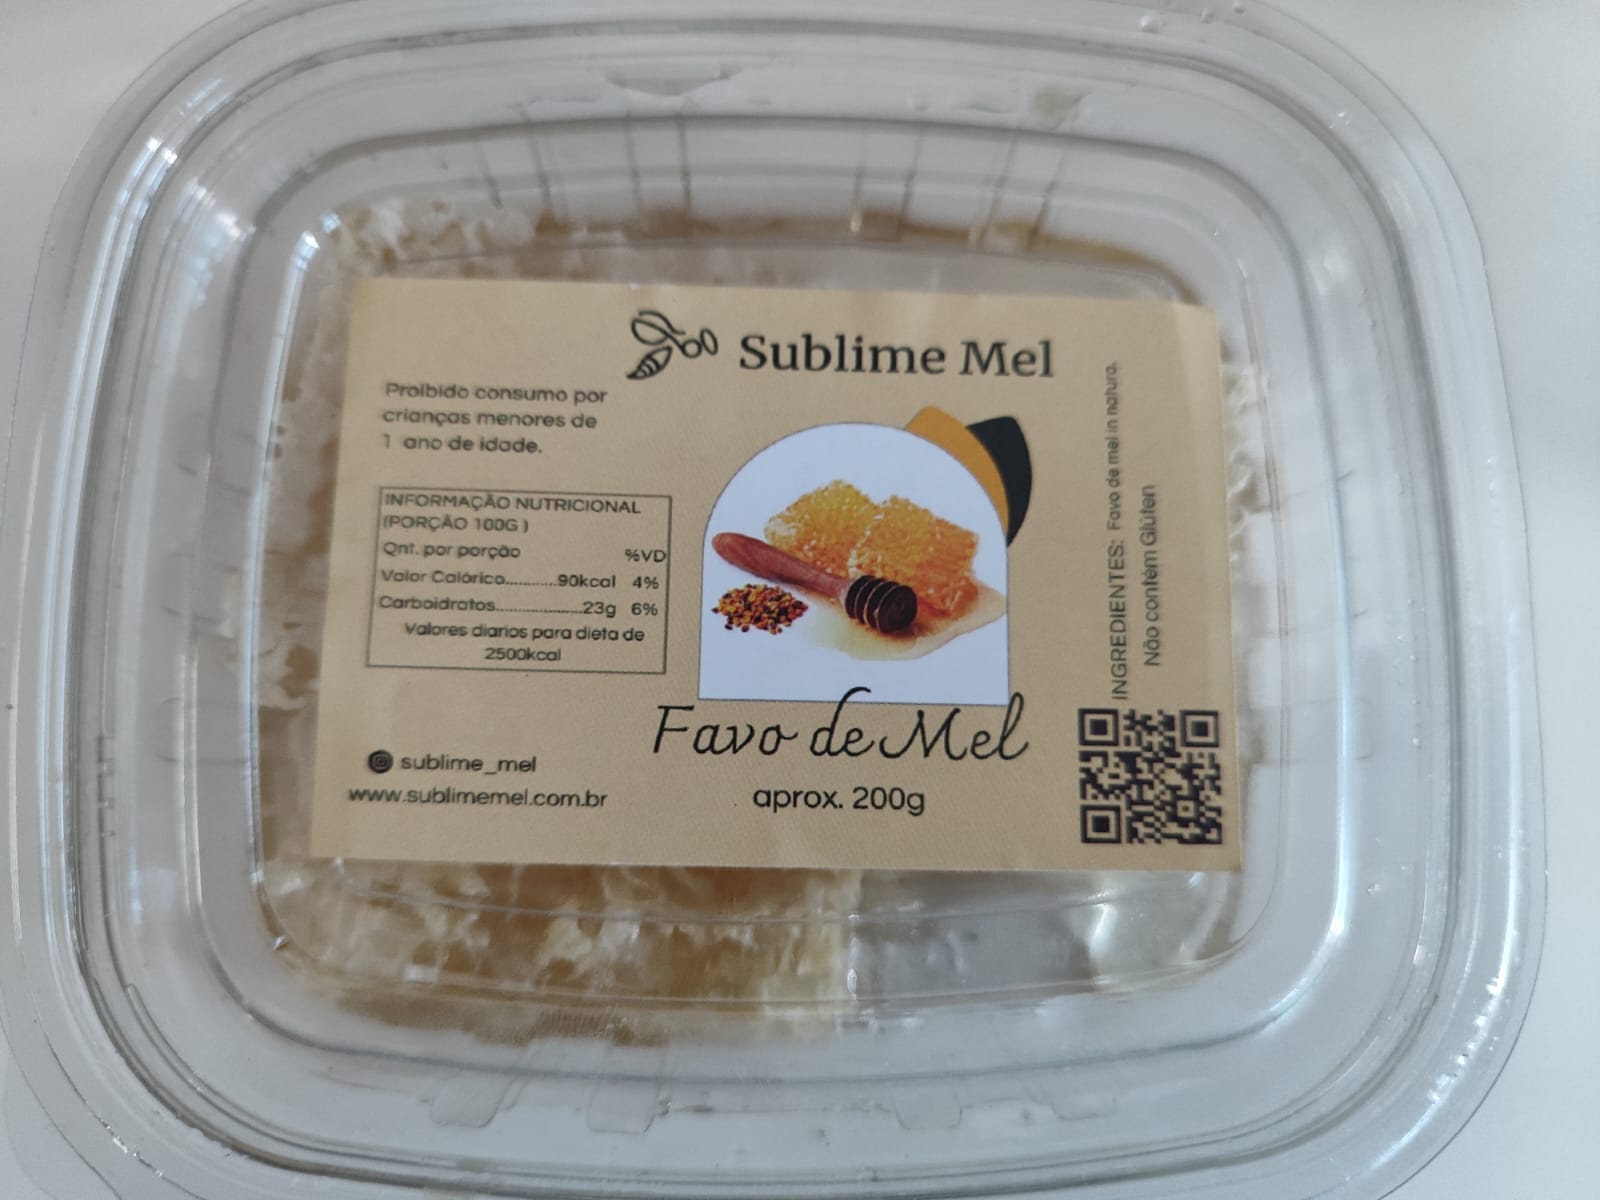 Sublime Mel
Proibido consumo por
crianças menores de
1 ano de idade.
INFORMAÇÃO NUTRICIONAL
(PORÇÃO 100G )
Qnt. por porção %VD
Valor Calórico............90kcal 4%
Carboidratos...................23g 6%
Valores diarios para dieta de
2500kcal
sublime_mel
www.sublimemel.com.br
Favo de Mel
aprox. 200g
INGREDIENTES: Favo de mel in natura.
Não contém Glúten